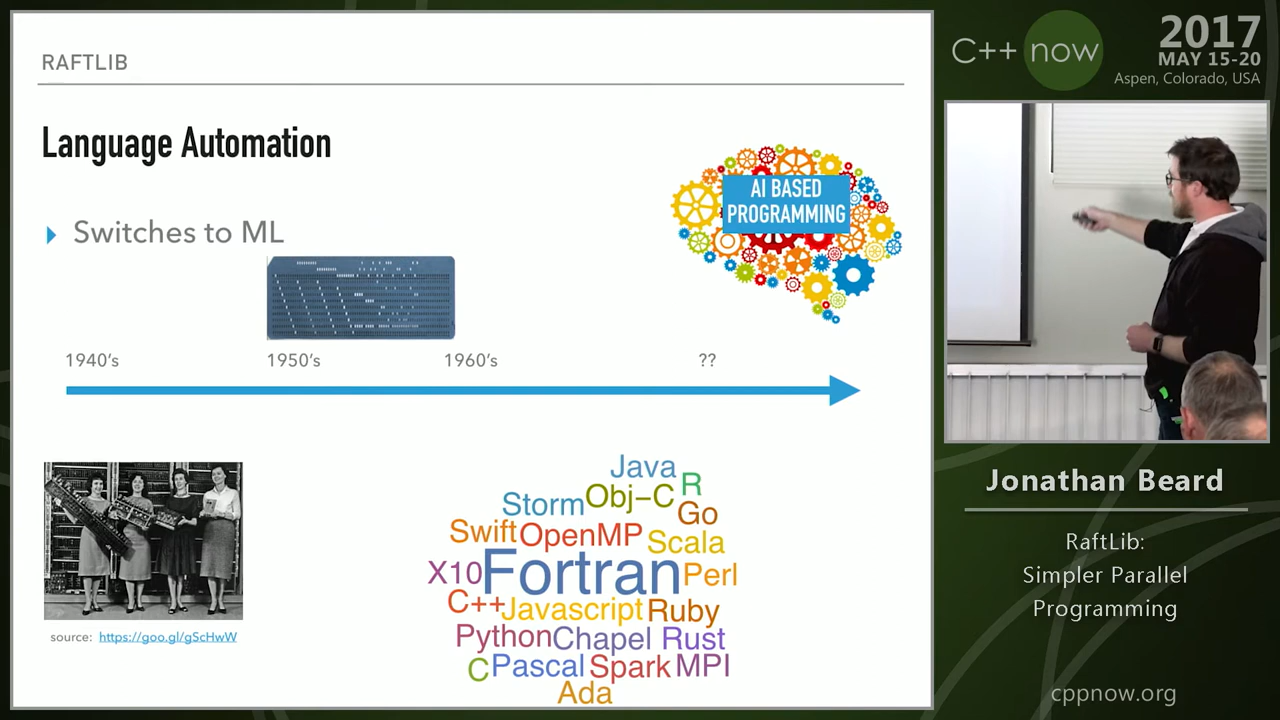 RAFTLIB
Language Automation
Switches to ML
AI BASED
PROGRAMMING
1940's
1950's
1960's
??
Java
Obj-C
R
Storm
Go
Swift
OpenMP
Scala
X10
Fortran
Perl
C++
Javascript
Ruby
Python
Chapel
Rust
C
Pascal
Spark
MPI
Ada
source: https://goo.gl/gScHwW
C++ now
2017
MAY 15-20
Aspen, Colorado, USA
Jonathan Beard
RaftLib:
Simpler Parallel
Programming
cppnow.org